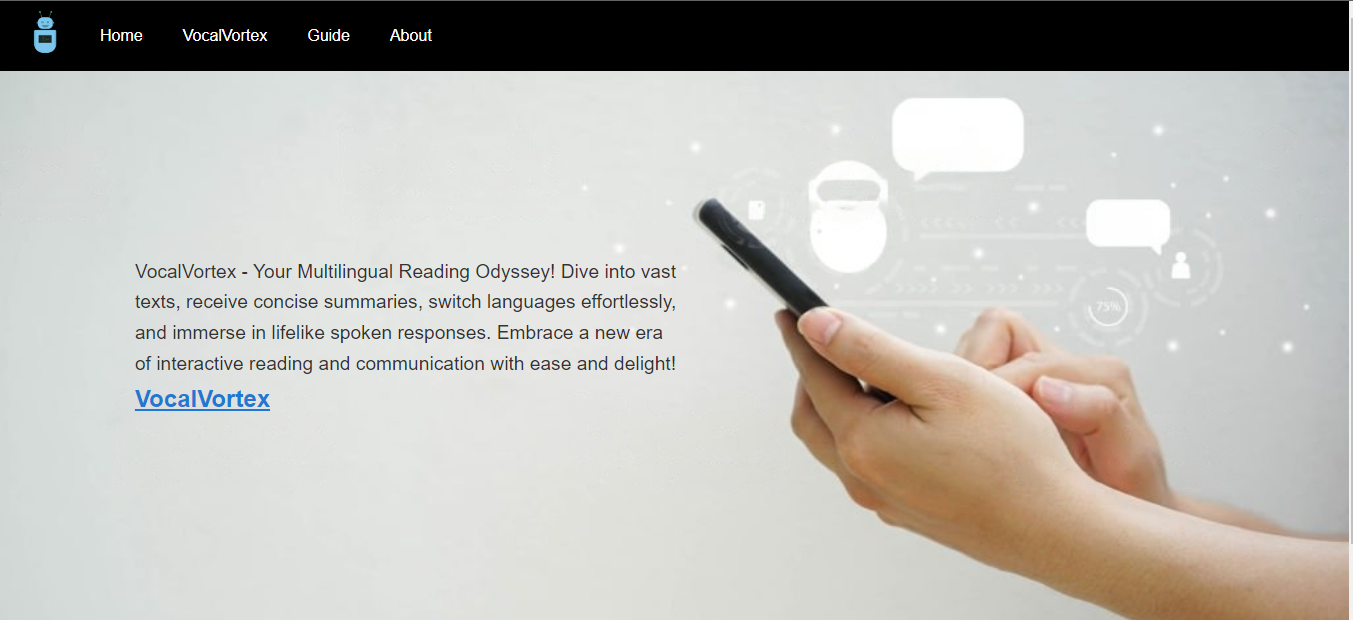 Home VocalVortex Guide About
75%
VocalVortex - Your Multilingual Reading Odyssey! Dive into vast
texts, receive concise summaries, switch languages effortlessly,
and immerse in lifelike spoken responses. Embrace a new era
of interactive reading and communication with ease and delight!
VocalVortex